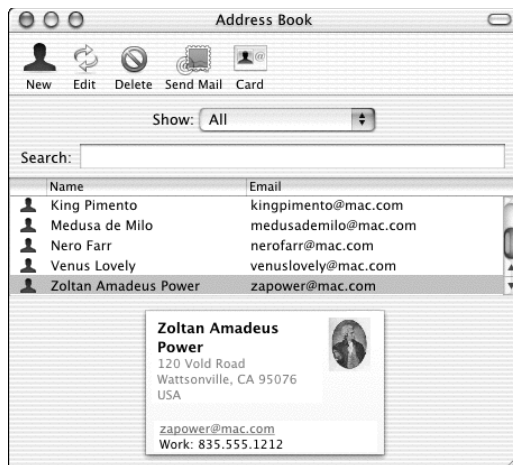 Address Book
New Edit Delete Send Mail Card
Show: All
Search:
Name Email
King Pimento kingpimento@mac.com
Medusa de Milo medusademilo@mac.com
Nero Farr nerofarr@mac.com
Venus Lovely venuslovely@mac.com
Zoltan Amadeus Power zapower@mac.com
Zoltan Amadeus
Power
120 Vold Road
Wattsonville, CA 95076
USA
zapower@mac.com
Work: 835.555.1212